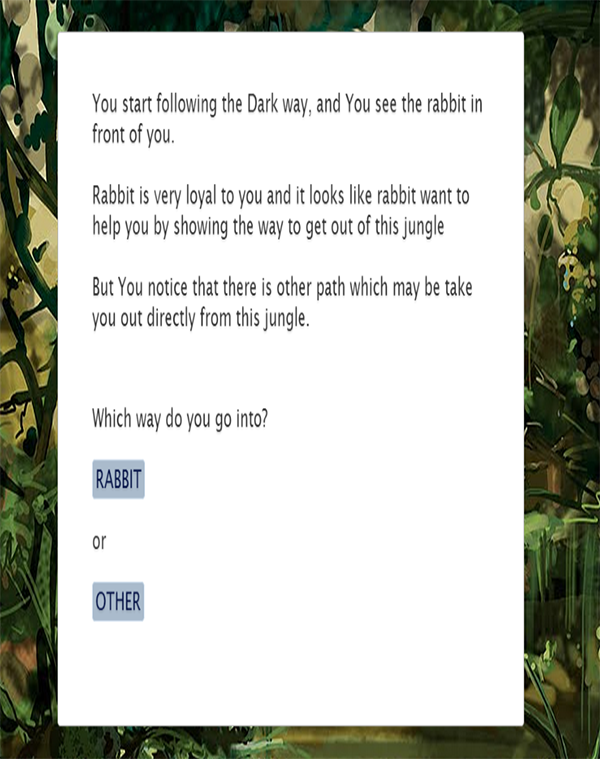 You start following the Dark way, and You see the rabbit in
front of you.
Rabbit is very loyal to you and it looks like rabbit want to
help you by showing the way to get out of this jungle
But You notice that there is other path which may be take
you out directly from this jungle.
Which way do you go into?
RABBIT
or
OTHER